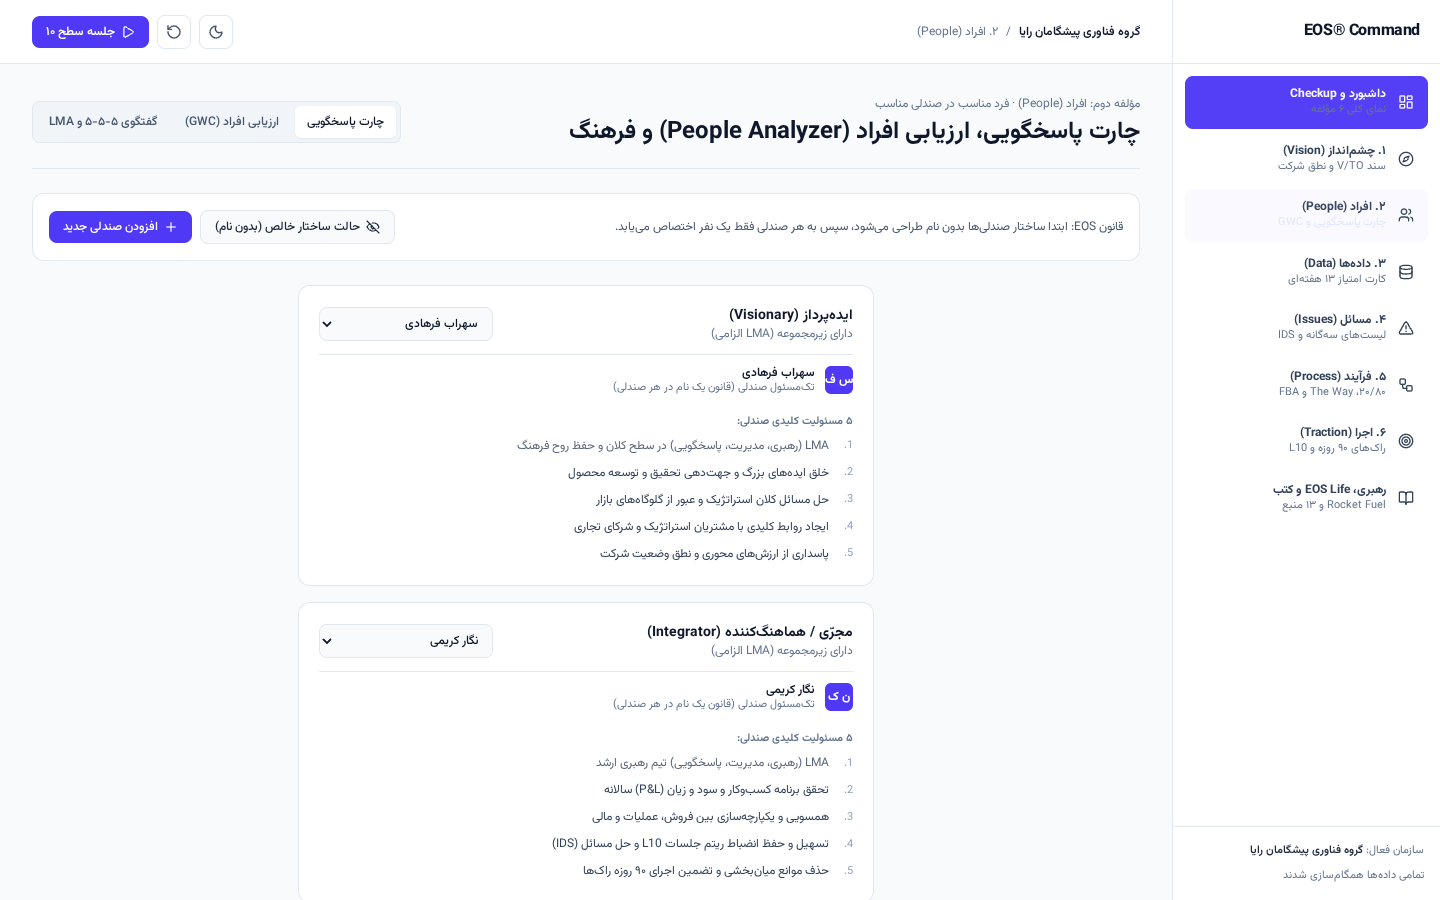 EOS® Command
داشبورد و Checkup
نمای کلی ۶ مؤلفه
۱. چشم‌انداز (Vision)
سند V/TO و نطق شرکت
۲. افراد (People)
چارت پاسخگویی و GWC
۳. داده‌ها (Data)
کارت امتیاز ۱۳ هفته‌ای
۴. مسائل (Issues)
لیست‌های سه‌گانه و IDS
۵. فرآیند (Process)
۲۰/۸۰، The Way و FBA
۶. اجرا (Traction)
راک‌های ۹۰ روزه و L10
رهبری، EOS Life و کتب
Rocket Fuel و ۱۳ منبع
سازمان فعال: گروه فناوری پیشگامان رایا
تمامی داده‌ها همگام‌سازی شدند
گروه فناوری پیشگامان رایا / ۲. افراد (People)
جلسه سطح ۱۰
مؤلفه دوم: افراد (People) · فرد مناسب در صندلی مناسب
چارت پاسخگویی، ارزیابی افراد (People Analyzer) و فرهنگ
چارت پاسخگویی
ارزیابی افراد (GWC)
گفتگوی ۵-۵-۵ و LMA
قانون EOS: ابتدا ساختار صندلی‌ها بدون نام طراحی می‌شود، سپس به هر صندلی فقط یک نفر اختصاص می‌یابد.
حالت ساختار خالص (بدون نام)
افزودن صندلی جدید
ایده‌پرداز (Visionary)
دارای زیرمجموعه (LMA الزامی)
سهراب فرهادی
س ف
سهراب فرهادی
تک‌مسئول صندلی (قانون یک نام در هر صندلی)
۵ مسئولیت کلیدی صندلی:
1. LMA (رهبری، مدیریت، پاسخگویی) در سطح کلان و حفظ روح فرهنگ
2. خلق ایده‌های بزرگ و جهت‌دهی تحقیق و توسعه محصول
3. حل مسائل کلان استراتژیک و عبور از گلوگاه‌های بازار
4. ایجاد روابط کلیدی با مشتریان استراتژیک و شرکای تجاری
5. پاسداری از ارزش‌های محوری و نطق وضعیت شرکت
مجرّی / هماهنگ‌کننده (Integrator)
دارای زیرمجموعه (LMA الزامی)
نگار کریمی
ن ک
نگار کریمی
تک‌مسئول صندلی (قانون یک نام در هر صندلی)
۵ مسئولیت کلیدی صندلی:
1. LMA (رهبری، مدیریت، پاسخگویی) تیم رهبری ارشد
2. تحقق برنامه کسب‌وکار و سود و زیان (P&L) سالانه
3. همسویی و یکپارچه‌سازی بین فروش، عملیات و مالی
4. تسهیل و حفظ انضباط ریتم جلسات L10 و حل مسائل (IDS)
5. حذف موانع میان‌بخشی و تضمین اجرای ۹۰ روزه راک‌ها